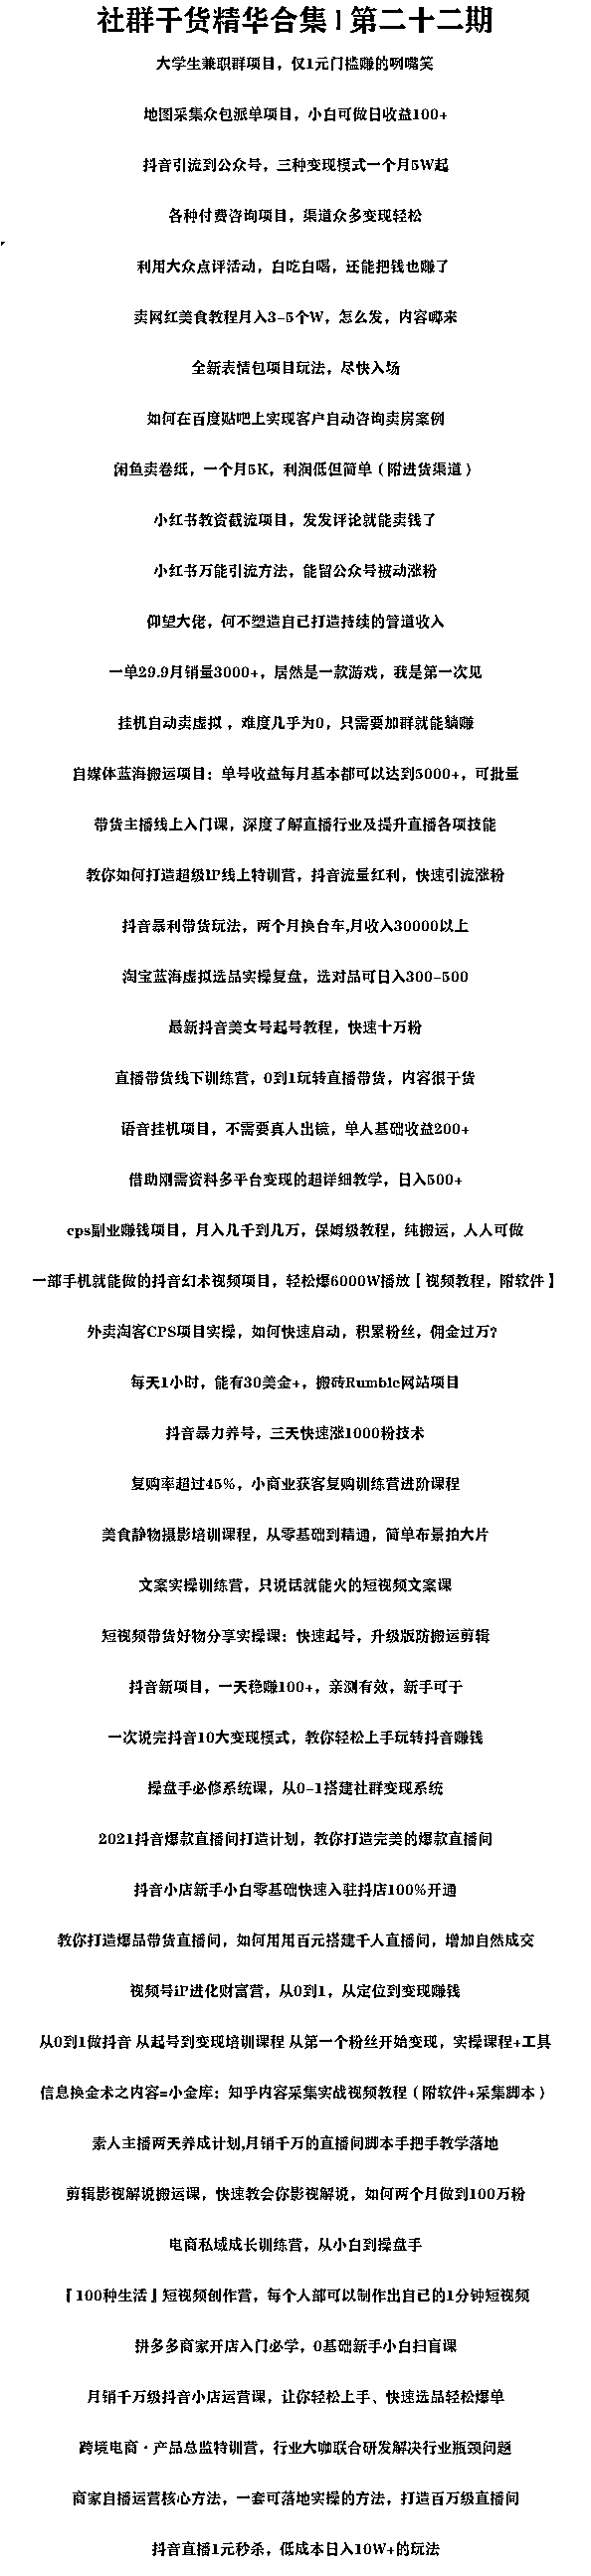 社群干货精华合集 | 第二十二期
大学生兼职群项目，仅1元门槛赚的咧嘴笑
地图采集众包派单项目，小白可做日收益100+
抖音引流到公众号，三种变现模式一个月5W起
各种付费咨询项目，渠道众多变现轻松
利用大众点评活动，白吃白喝，还能把钱也赚了
卖网红美食教程月入3-5个W，怎么发，内容哪来
全新表情包项目玩法，尽快入场
如何在百度贴吧上实现客户自动咨询卖房案例
闲鱼卖卷纸，一个月5K，利润低但简单（附进货渠道）
小红书教资截流项目，发发评论就能卖钱了
小红书万能引流方法，能留公众号被动涨粉
仰望大佬，何不塑造自己打造持续的管道收入
一单29.9月销量3000+，居然是一款游戏，我是第一次见
挂机自动卖虚拟，难度几乎为0，只需要加群就能躺赚
自媒体蓝海搬运项目：单号收益每月基本都可以达到5000+，可批量
带货主播线上入门课，深度了解直播行业及提升直播各项技能
教你如何打造超级IP线上特训营，抖音流量红利，快速引流涨粉
抖音暴利带货玩法，两个月换台车,月收入30000以上
淘宝蓝海虚拟选品实操复盘，选对品可日入300-500
最新抖音美女号起号教程，快速十万粉
直播带货线下训练营，0到1玩转直播带货，内容很干货
语音挂机项目，不需要真人出镜，单人基础收益200+
借助刚需资料多平台变现的超详细教学，日入500+
cps副业赚钱项目，月入几千到几万，保姆级教程，纯搬运，人人可做
一部手机就能做的抖音幻术视频项目，轻松爆6000W播放【视频教程，附软件】
外卖淘客CPS项目实操，如何快速启动，积累粉丝，佣金过万?
每天1小时，能有30美金+，搬砖Rumble网站项目
抖音暴力养号，三天快速涨1000粉技术
复购率超过45%，小商业获客复购训练营进阶课程
美食静物摄影培训课程，从零基础到精通，简单布景拍大片
文案实操训练营，只说话就能火的短视频文案课
短视频带货好物分享实操课：快速起号，升级版防搬运剪辑
抖音新项目，一天稳赚100+，亲测有效，新手可干
一次说完抖音10大变现模式，教你轻松上手玩转抖音赚钱
操盘手必修系统课，从0-1搭建社群变现系统
2021抖音爆款直播间打造计划，教你打造完美的爆款直播间
抖音小店新手小白零基础快速入驻抖店100%开通
教你打造爆品带货直播间，如何用用百元搭建千人直播间，增加自然成交
视频号iP进化财富营，从0到1，从定位到变现赚钱
从0到1做抖音 从起号到变现培训课程 从第一个粉丝开始变现，实操课程+工具
信息换金术之内容=小金库：知乎内容采集实战视频教程（附软件+采集脚本）
素人主播两天养成计划,月销千万的直播间脚本手把手教学落地
剪辑影视解说搬运课，快速教会你影视解说，如何两个月做到100万粉
电商私域成长训练营，从小白到操盘手
『100种生活』短视频创作营，每个人都可以制作出自己的1分钟短视频
拼多多商家开店入门必学，0基础新手小白扫盲课
月销千万级抖音小店运营课，让你轻松上手、快速选品轻松爆单
跨境电商·产品总监特训营，行业大咖联合研发解决行业瓶颈问题
商家自播运营核心方法，一套可落地实操的方法，打造百万级直播间
抖音直播1元秒杀，低成本日入10W+的玩法